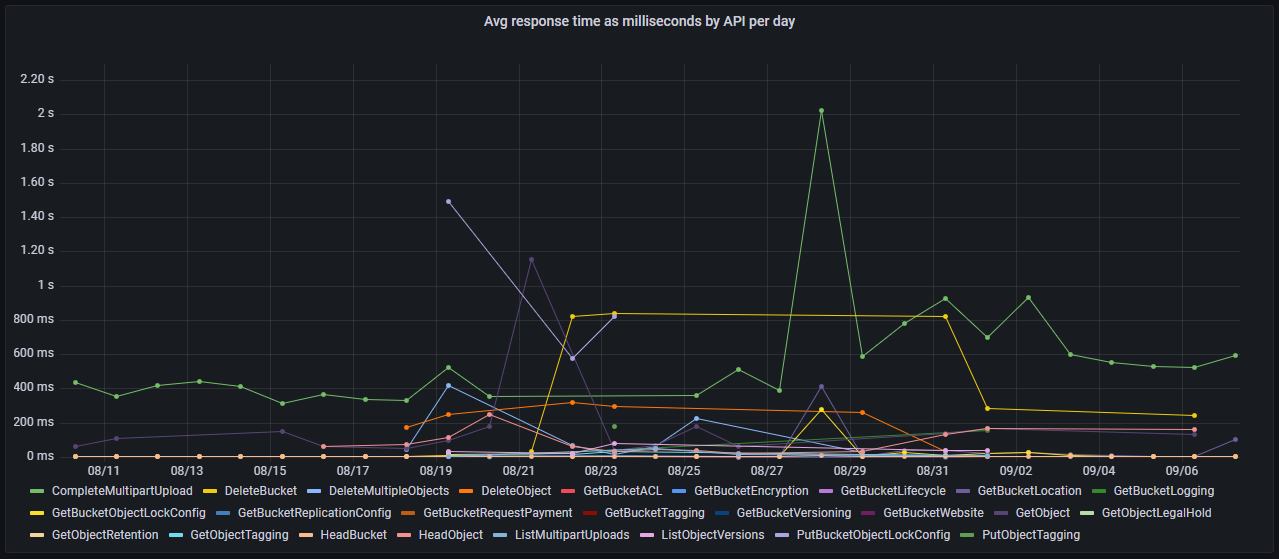 Avg response time as milliseconds by API per day
2.20 s
2 s
1.80 s
1.60 s
1.40 s
1.20 s
1 s
800 ms
600 ms
400 ms
200 ms
0 ms
08/11 08/13 08/15 08/17 08/19 08/21 08/23 08/25 08/27 08/29 08/31 09/02 09/04 09/06
CompleteMultipartUpload DeleteBucket DeleteMultipleObjects DeleteObject GetBucketACL GetBucketEncryption GetBucketLifecycle GetBucketLocation GetBucketLogging
GetBucketObjectLockConfig GetBucketReplicationConfig GetBucketRequestPayment GetBucketTagging GetBucketVersioning GetBucketWebsite GetObject GetObjectLegalHold
GetObjectRetention GetObjectTagging HeadBucket HeadObject ListMultipartUploads ListObjectVersions PutBucketObjectLockConfig PutObjectTagging